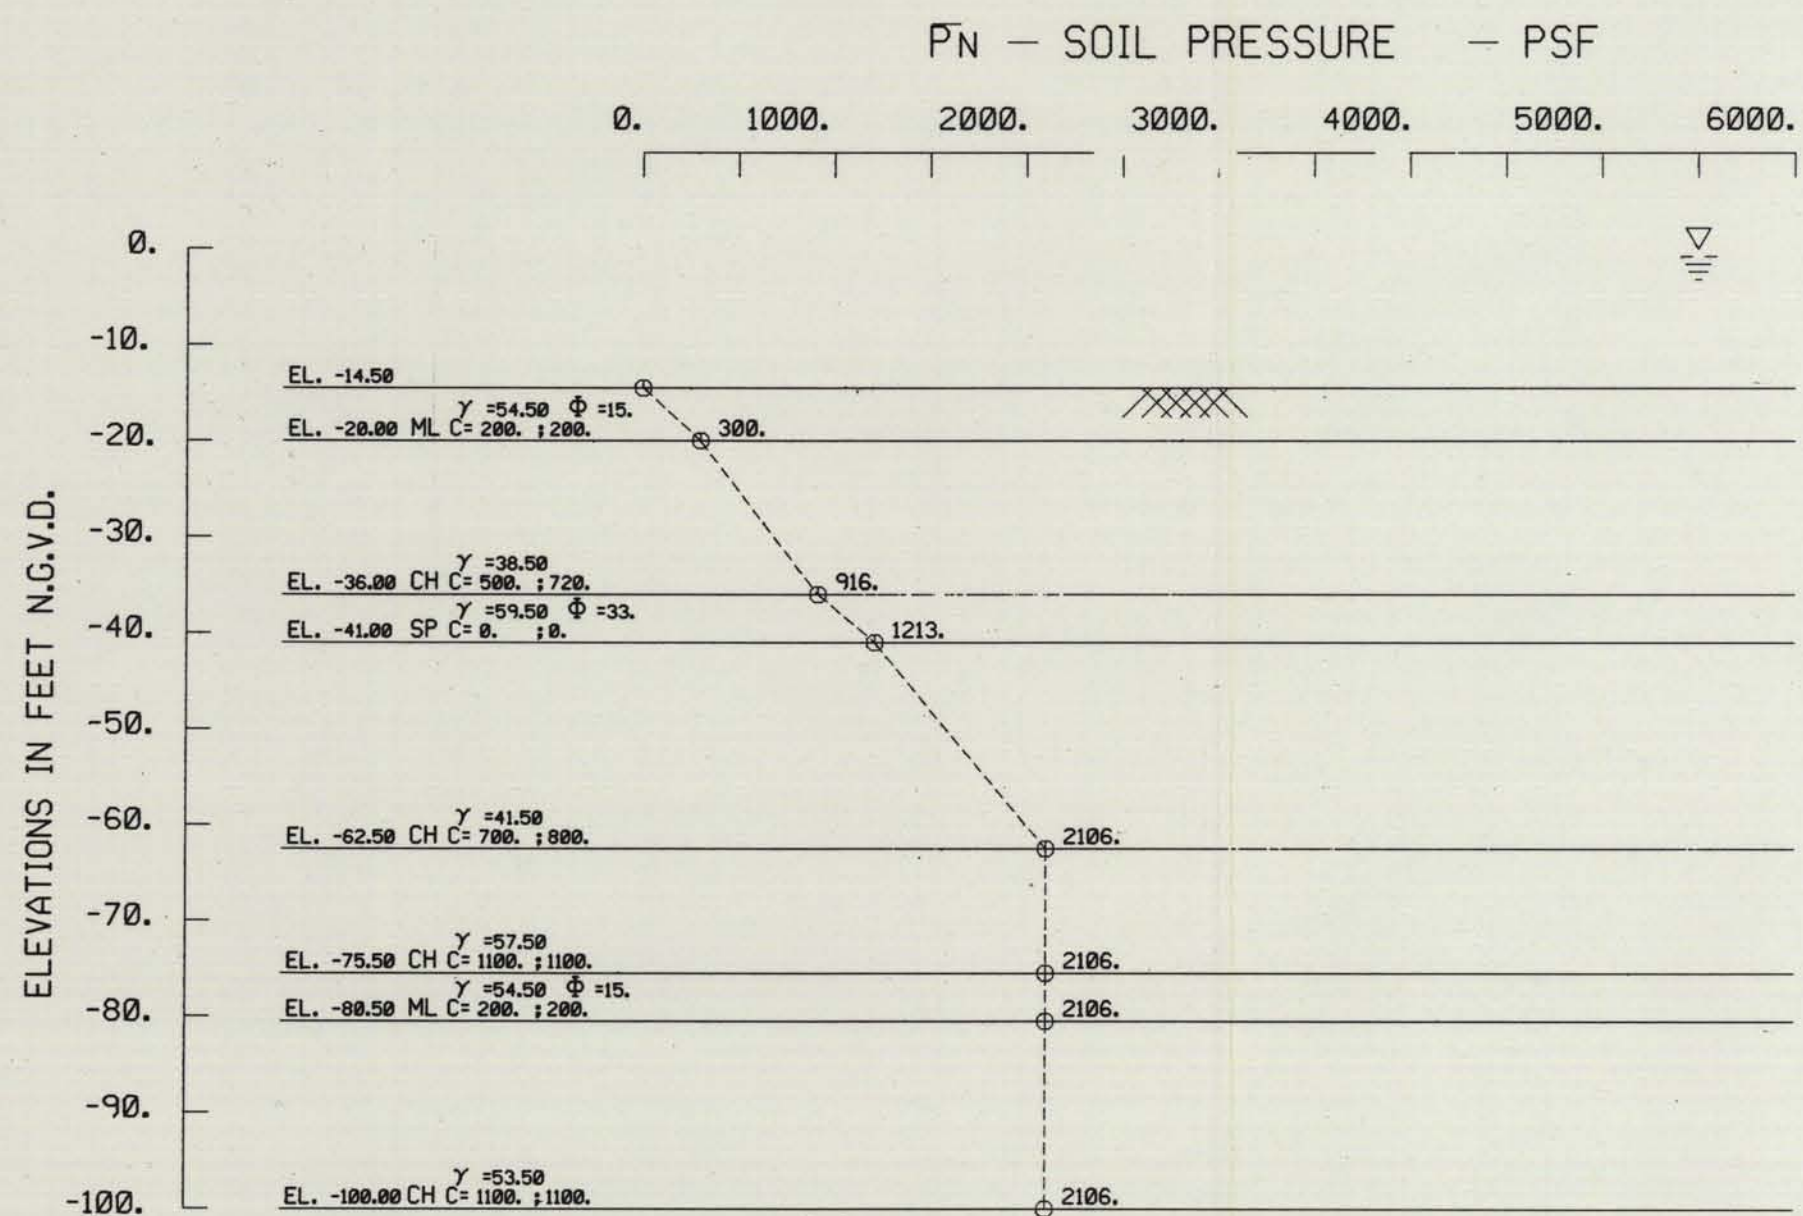 P̅N — SOIL PRESSURE — PSF
0. 1000. 2000. 3000. 4000. 5000. 6000.
ELEVATIONS IN FEET N.G.V.D.
0.
-10.
EL. -14.50
γ =54.50 Φ =15.
EL. -20.00 ML C= 200. ;200.
300.
-20.
-30.
γ =38.50
EL. -36.00 CH C= 500. ;720.
916.
γ =59.50 Φ =33.
EL. -41.00 SP C= 0. ;0.
1213.
-40.
-50.
-60.
γ =41.50
EL. -62.50 CH C= 700. ;800.
2106.
-70.
γ =57.50
EL. -75.50 CH C= 1100. ;1100.
2106.
γ =54.50 Φ =15.
EL. -80.50 ML C= 200. ;200.
2106.
-80.
-90.
γ =53.50
EL. -100.00 CH C= 1100. ;1100.
2106.
-100.